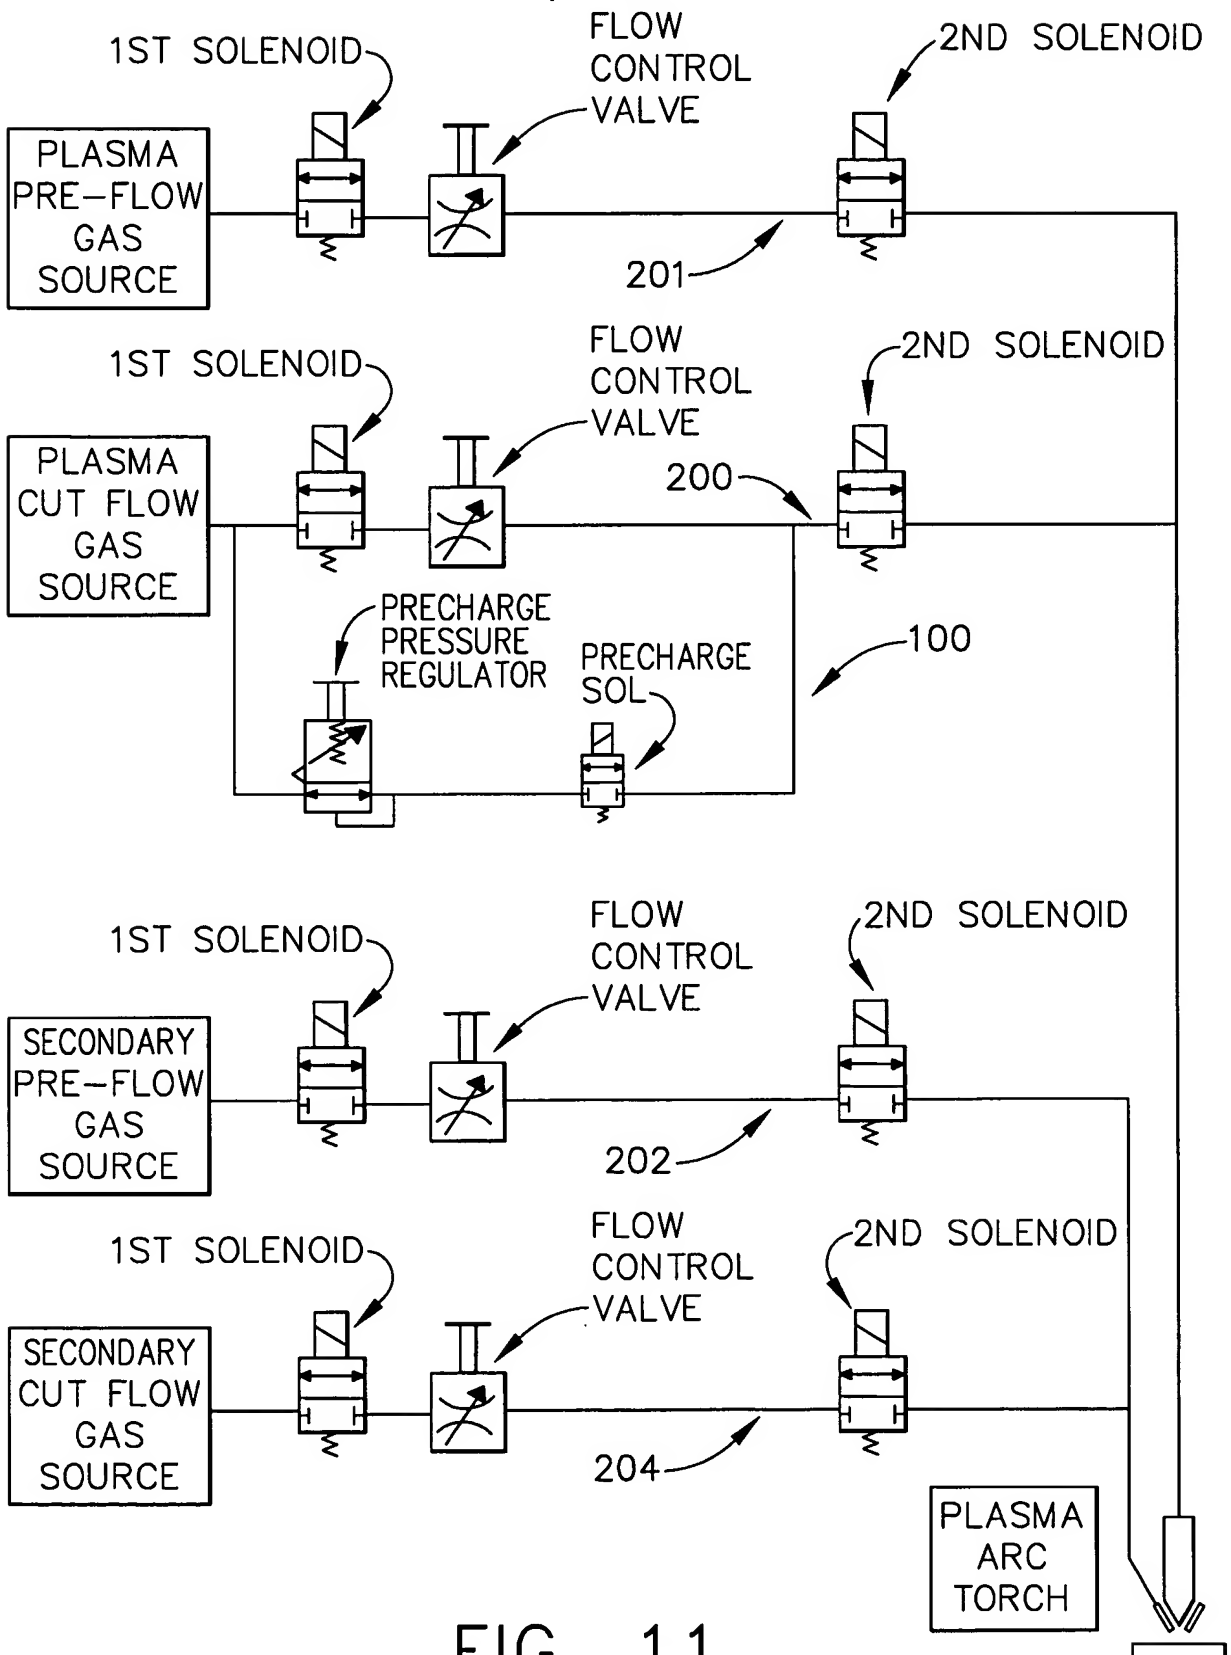 1ST SOLENOID
FLOW
CONTROL
VALVE
2ND SOLENOID
PLASMA
PRE-FLOW
GAS
SOURCE
201
1ST SOLENOID
FLOW
CONTROL
VALVE
2ND SOLENOID
PLASMA
CUT FLOW
GAS
SOURCE
200
PRECHARGE
PRESSURE
REGULATOR
PRECHARGE
SOL
100
1ST SOLENOID
FLOW
CONTROL
VALVE
2ND SOLENOID
SECONDARY
PRE-FLOW
GAS
SOURCE
202
1ST SOLENOID
FLOW
CONTROL
VALVE
2ND SOLENOID
SECONDARY
CUT FLOW
GAS
SOURCE
204
PLASMA
ARC
TORCH
FIG. 11